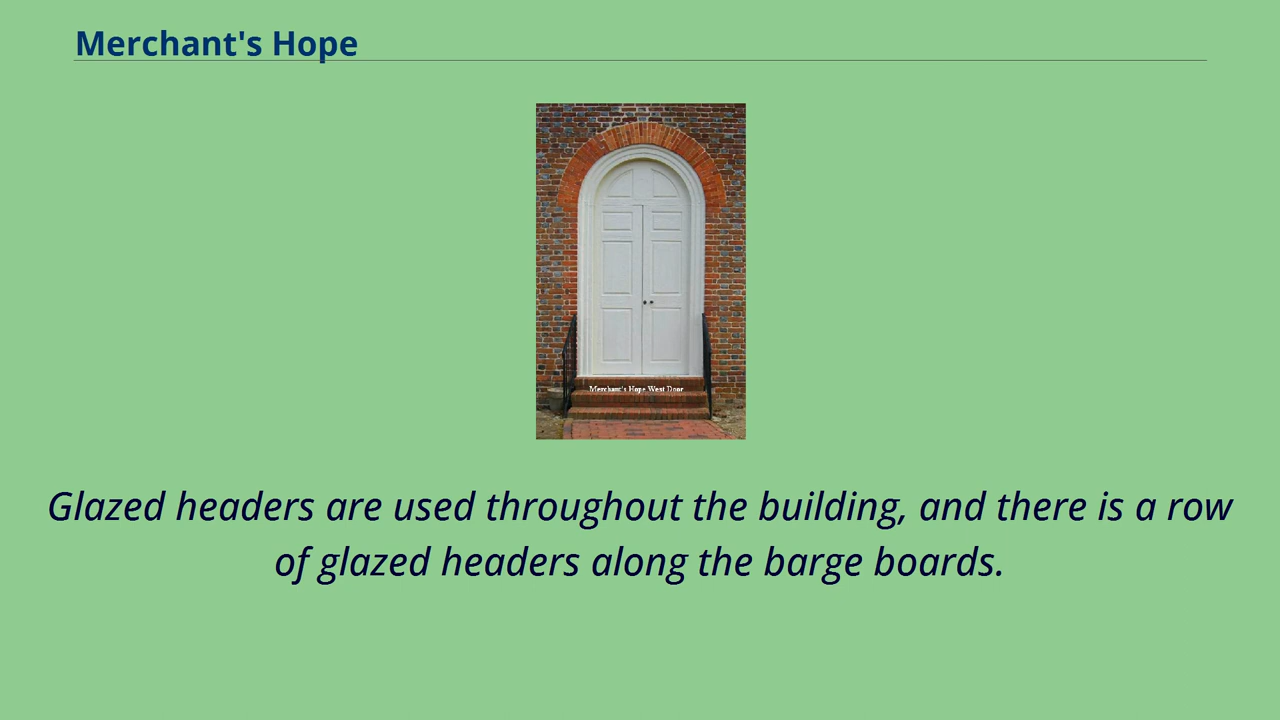 Merchant's Hope
Merchant's Hope West Door
Glazed headers are used throughout the building, and there is a row
of glazed headers along the barge boards.